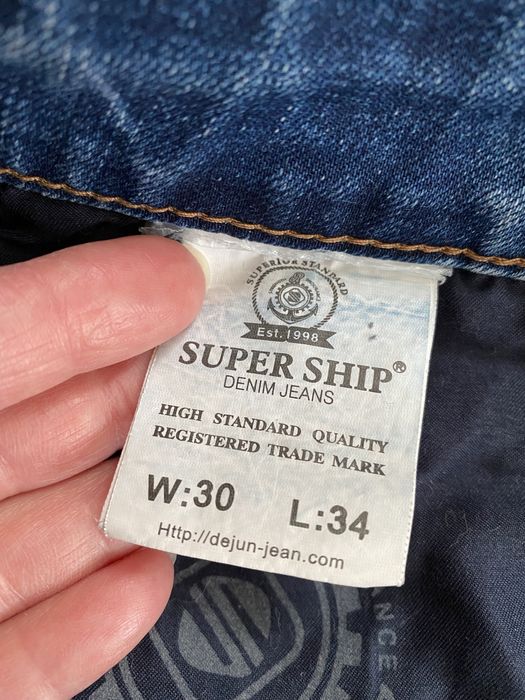 SUPERIOR STANDARD
Est.1998
SUPER SHIP®
DENIM JEANS
HIGH STANDARD QUALITY
REGISTERED TRADE MARK
W:30 L:34
Http://dejun-jean.com